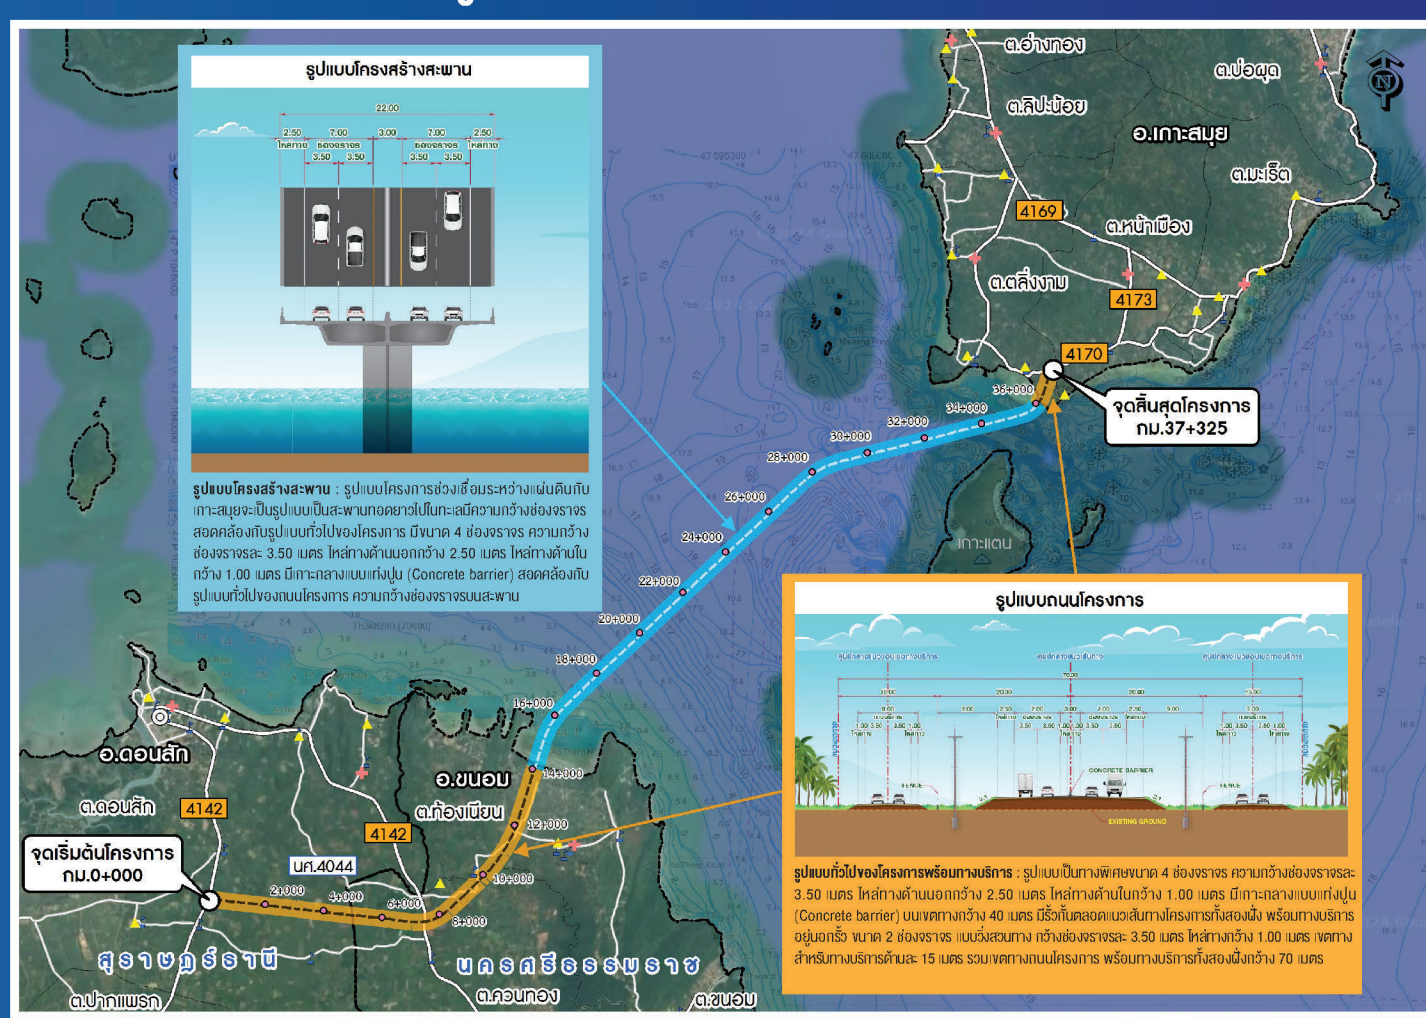 รูปแบบโครงสร้างสะพาน
22.00
2.50 7.00 3.00 7.00 2.50
ไหล่ทาง ช่องจราจร ช่องจราจร ไหล่ทาง
3.50 3.50 3.50 3.50
รูปแบบโครงสร้างสะพาน : รูปแบบโครงการช่วงเชื่อมระหว่างแผ่นดินกับ
เกาะสมุยจะเป็นรูปแบบเป็นสะพานทอดยาวไปในทะเลมีความกว้างช่องจราจร
สอดคล้องกับรูปแบบทั่วไปของโครงการ มีขนาด 4 ช่องจราจร ความกว้าง
ช่องจราจรละ 3.50 เมตร ไหล่ทางด้านนอกกว้าง 2.50 เมตร ไหล่ทางด้านใน
กว้าง 1.00 เมตร มีเกาะกลางแบบแท่งปูน (Concrete barrier) สอดคล้องกับ
รูปแบบทั่วไปของถนนโครงการ ความกว้างช่องจราจรบนสะพาน
ต.อ่างทอง
ต.บ่อผุด
N
ต.ลิปะน้อย
อ.เกาะสมุย
ต.มะเร็ต
4169
ต.หน้าเมือง
ต.ตลิ่งงาม
4173
4170
จุดสิ้นสุดโครงการ
กม.37+325
36+000
34+000
32+000
30+000
28+000
26+000
24+000
22+000
20+000
18+000
16+000
14+000
12+000
10+000
8+000
6+000
4+000
2+000
เกาะแตน
อ.ดอนสัก
ต.ดอนสัก
4142
อ.ขนอม
ต.ท้องเนียน
4142
นศ.4044
จุดเริ่มต้นโครงการ
กม.0+000
สุราษฎร์ธานี
นครศรีธรรมราช
ต.ปากแพรก
ต.ควนทอง
ต.ขนอม
รูปแบบถนนโครงการ
ศูนย์กลางแนวเส้นทาง
70.00
15.00 20.00 20.00 15.00
CONCRETE BARRIER
FENCE FENCE
EXISTING GROUND
รูปแบบทั่วไปของโครงการพร้อมทางบริการ : รูปแบบเป็นทางพิเศษขนาด 4 ช่องจราจร ความกว้างช่องจราจรละ
3.50 เมตร ไหล่ทางด้านนอกกว้าง 2.50 เมตร ไหล่ทางด้านในกว้าง 1.00 เมตร มีเกาะกลางแบบแท่งปูน
(Concrete barrier) บนเขตทางกว้าง 40 เมตร มีรั้วกั้นตลอดแนวเส้นทางโครงการทั้งสองฝั่ง พร้อมทางบริการ
อยู่นอกรั้ว ขนาด 2 ช่องจราจร แบบวิ่งสวนทาง กว้างช่องจราจรละ 3.50 เมตร ไหล่ทางกว้าง 1.00 เมตร เขตทาง
สำหรับทางบริการด้านละ 15 เมตร รวมเขตทางถนนโครงการ พร้อมทางบริการทั้งสองฝั่งกว้าง 70 เมตร